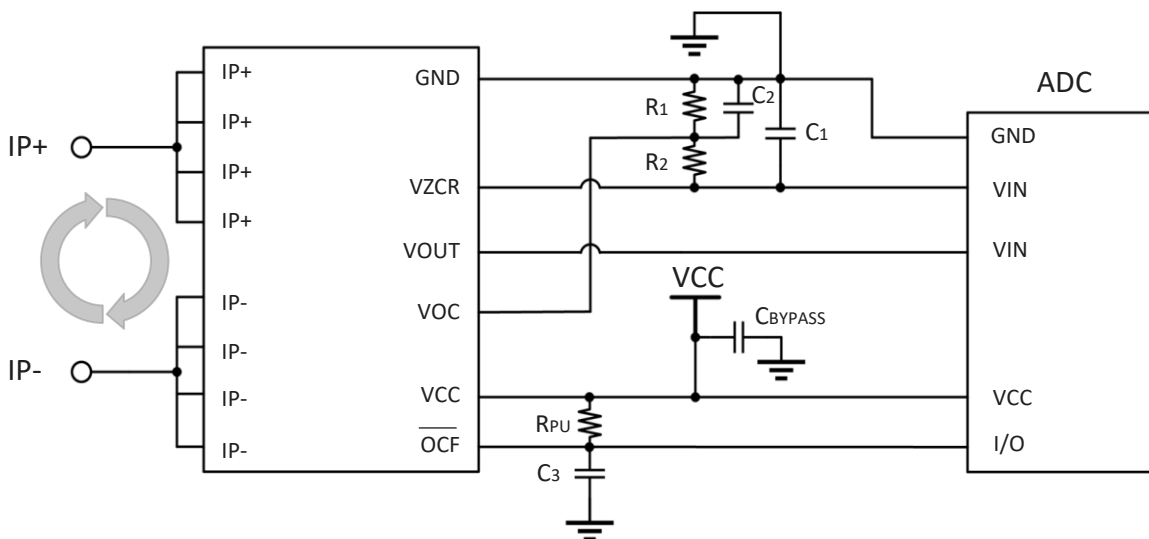 IP+
IP-
IP+
IP+
IP+
IP+
IP-
IP-
IP-
IP-
GND
VZCR
VOUT
VOC
VCC
OCF
R1
R2
C2
C1
VCC
CBYPASS
RPU
C3
ADC
GND
VIN
VIN
VCC
I/O